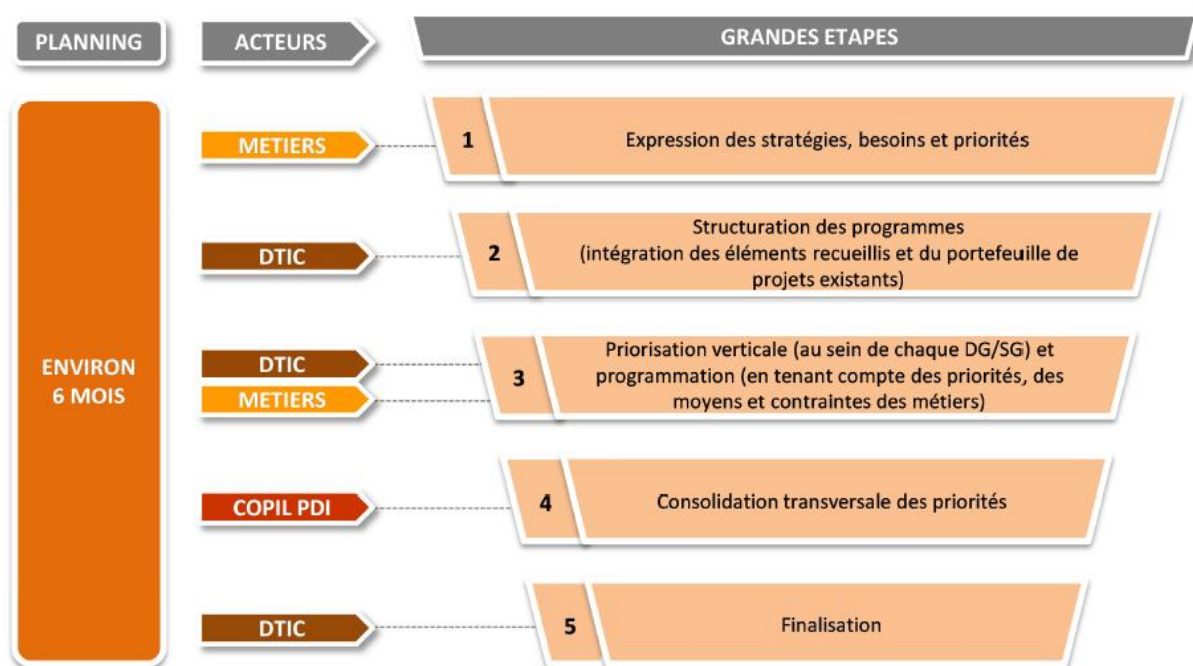 PLANNING
ACTEURS
GRANDES ETAPES
ENVIRON
6 MOIS
METIERS
1
Expression des stratégies, besoins et priorités
DTIC
2
Structuration des programmes
(intégration des éléments recueillis et du portefeuille de
projets existants)
DTIC
METIERS
3
Priorisation verticale (au sein de chaque DG/SG) et
programmation (en tenant compte des priorités, des
moyens et contraintes des métiers)
COPIL PDI
4
Consolidation transversale des priorités
DTIC
5
Finalisation